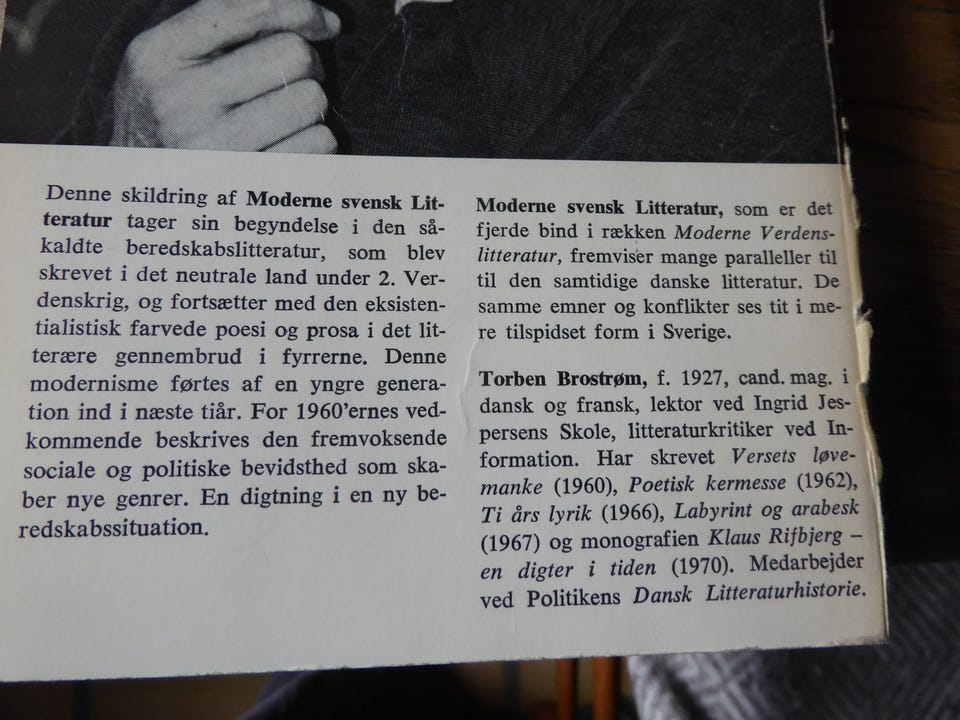 Denne skildring af Moderne svensk Lit-
teratur tager sin begyndelse i den så-
kaldte beredskabslitteratur, som blev
skrevet i det neutrale land under 2. Ver-
denskrig, og fortsætter med den eksisten-
tialistisk farvede poesi og prosa i det lit-
terære gennembrud i fyrrerne. Denne
modernisme førtes af en yngre genera-
tion ind i næste tiår. For 1960'ernes ved-
kommende beskrives den fremvoksende
sociale og politiske bevidsthed som ska-
ber nye genrer. En digtning i en ny be-
redskabssituation.
Moderne svensk Litteratur, som er det
fjerde bind i rækken Moderne Verdens-
litteratur, fremviser mange paralleller til
til den samtidige danske litteratur. De
samme emner og konflikter ses tit i me-
re tilspidset form i Sverige.
Torben Brostrøm, f. 1927, cand. mag. i
dansk og fransk, lektor ved Ingrid Jes-
persens Skole, litteraturkritiker ved In-
formation. Har skrevet Versets løve-
manke (1960), Poetisk kermesse (1962),
Ti års lyrik (1966), Labyrint og arabesk
(1967) og monografien Klaus Rifbjerg –
en digter i tiden (1970). Medarbejder
ved Politikens Dansk Litteraturhistorie.